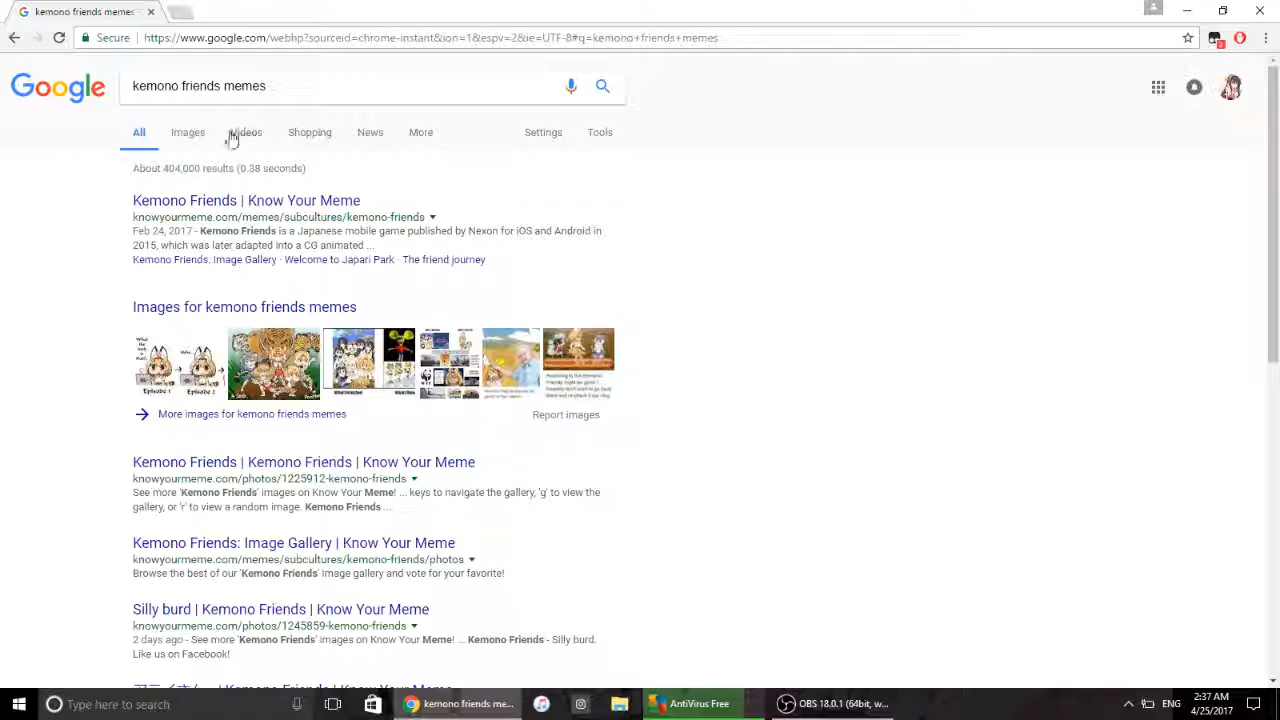 kemono friends memes
Secure
https://www.google.com/webhp?sourceid=chrome-instant&ion=1&espv=2&ie=UTF-8#q=kemono+friends+memes
2
Google
kemono friends memes
All
Images
Videos
Shopping
News
More
Settings
Tools
About 404,000 results (0.38 seconds)
Kemono Friends | Know Your Meme
knowyourmeme.com/memes/subcultures/kemono-friends
Feb 24, 2017 - Kemono Friends is a Japanese mobile game published by Nexon for iOS and Android in
2015, which was later adapted into a CG animated ...
Kemono Friends: Image Gallery · Welcome to Japari Park · The friend journey
Images for kemono friends memes
More images for kemono friends memes
Report images
Kemono Friends | Kemono Friends | Know Your Meme
knowyourmeme.com/photos/1225912-kemono-friends
See more 'Kemono Friends' images on Know Your Meme! ... keys to navigate the gallery, 'g' to view the
gallery, or 'r' to view a random image. Kemono Friends ...
Kemono Friends: Image Gallery | Know Your Meme
knowyourmeme.com/memes/subcultures/kemono-friends/photos
Browse the best of our 'Kemono Friends' image gallery and vote for your favorite!
Silly burd | Kemono Friends | Know Your Meme
knowyourmeme.com/photos/1245859-kemono-friends
2 days ago - See more 'Kemono Friends' images on Know Your Meme! ... Kemono Friends - Silly burd.
Like us on Facebook!
| Kemono Friends | Know Your Meme
Type here to search
kemono friends me...
AntiVirus Free
OBS 18.0.1 (64bit, w...
ENG
2:37 AM
4/25/2017